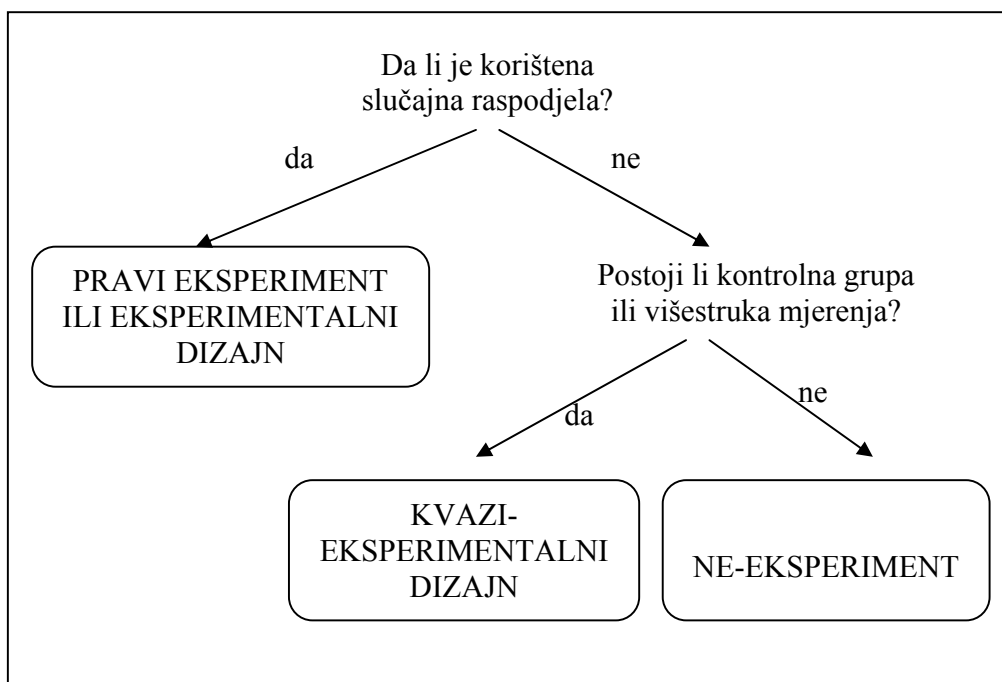 Da li je korištena
slučajna raspodjela?
da
ne
PRAVI EKSPERIMENT
ILI EKSPERIMENTALNI
DIZAJN
Postoji li kontrolna grupa
ili višestruka mjerenja?
da
ne
KVAZI-
EKSPERIMENTALNI
DIZAJN
NE-EKSPERIMENT